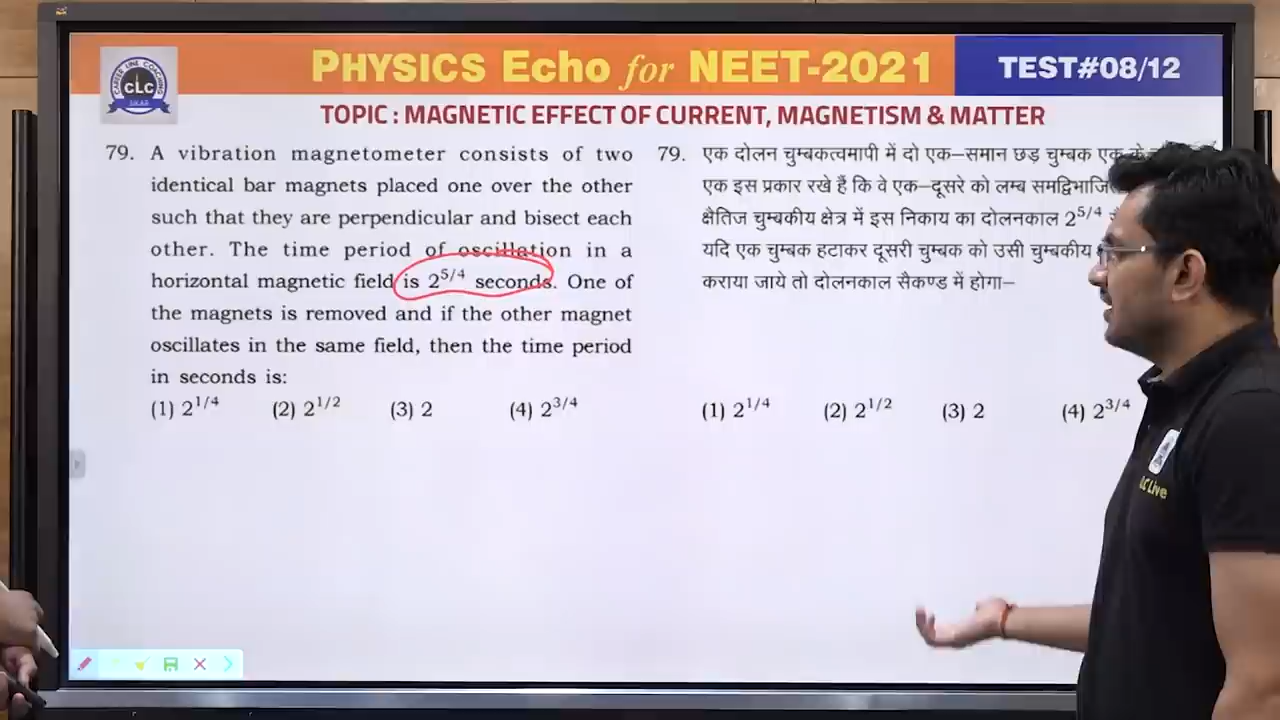 PHYSICS Echo for NEET-2021
TEST#08/12
CAREER LINE COACHING
CLC
SIKAR
TOPIC : MAGNETIC EFFECT OF CURRENT, MAGNETISM & MATTER
79. A vibration magnetometer consists of two
identical bar magnets placed one over the other
such that they are perpendicular and bisect each
other. The time period of oscillation in a
horizontal magnetic field is 2^5/4 seconds. One of
the magnets is removed and if the other magnet
oscillates in the same field, then the time period
in seconds is:
(1) 2^1/4 (2) 2^1/2 (3) 2 (4) 2^3/4
79. एक दोलन चुम्बकत्वमापी में दो एक–समान छड़ चुम्बक एक
एक इस प्रकार रखे हैं कि वे एक–दूसरे को लम्ब
क्षैतिज चुम्बकीय क्षेत्र में इस निकाय का दोलनकाल 2^5/4
यदि एक चुम्बक हटाकर दूसरी चुम्बक को उसी चुम्बकीय
कराया जाये तो दोलनकाल सैकण्ड में होगा–
(1) 2^1/4 (2) 2^1/2 (3) 2 (4) 2^3/4
Live